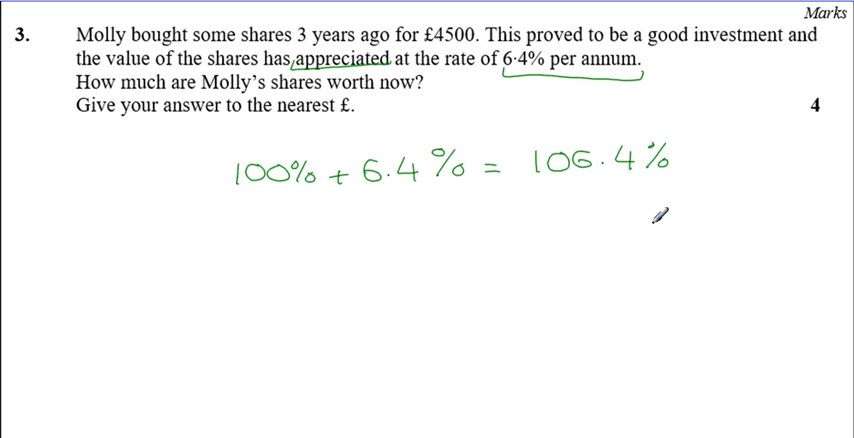 Marks
3. Molly bought some shares 3 years ago for £4500. This proved to be a good investment and
the value of the shares has appreciated at the rate of 6·4% per annum.
How much are Molly's shares worth now?
Give your answer to the nearest £. 4
100% + 6.4% = 106.4%